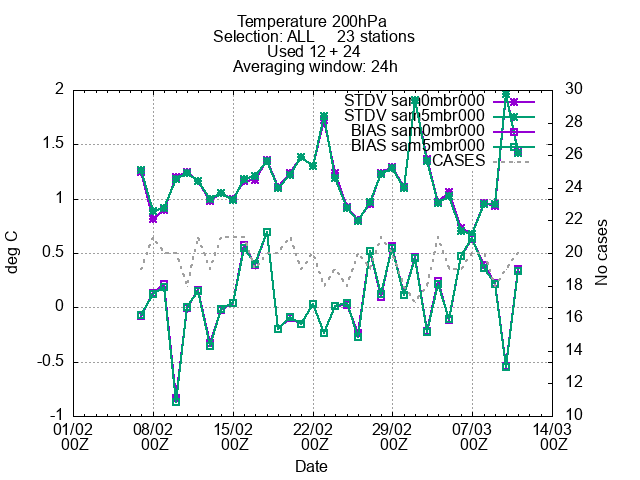 Temperature 200hPa
Selection: ALL 23 stations
Used 12 + 24
Averaging window: 24h
STDV sam0mbr000
STDV sam5mbr000
BIAS sam0mbr000
BIAS sam5mbr000
CASES
2
1.5
1
0.5
0
-0.5
-1
deg C
30
28
26
24
22
20
18
16
14
12
10
No cases
01/02 08/02 15/02 22/02 29/02 07/03 14/03
00Z 00Z 00Z 00Z 00Z 00Z 00Z
Date